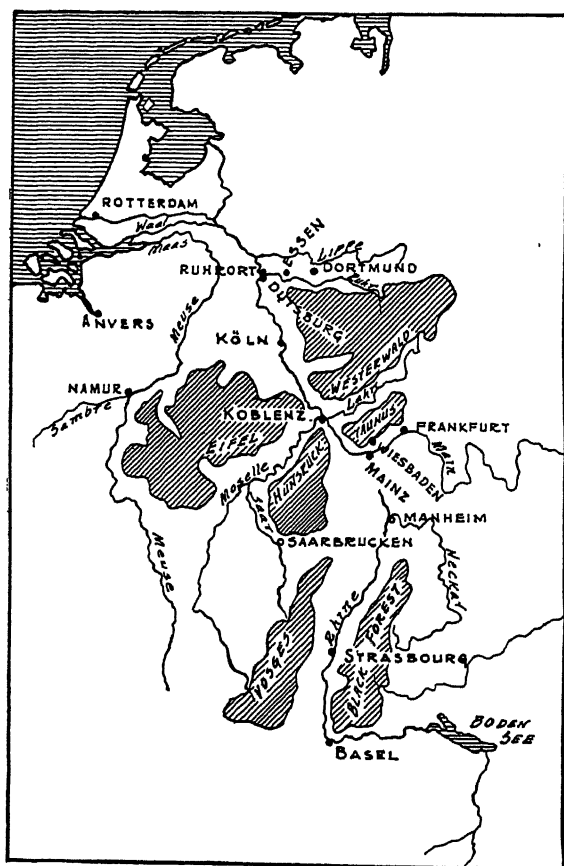 ROTTERDAM
Waal
Maas
ESSEN
Lippe
RUHRORT
DORTMUND
Ruhr
DUISBURG
ANVERS
Meuse
KÖLN
WESTERWALD
NAMUR
Sambre
Lahn
KOBLENZ
TAUNUS
FRANKFURT
EIFEL
WIESBADEN
Main
MAINZ
Moselle
HUNSRÜCK
Saar
MANHEIM
SAARBRUCKEN
Meuse
Neckar
Rhine
STRASBOURG
VOSGES
BLACK FOREST
BODEN
SEE
BASEL